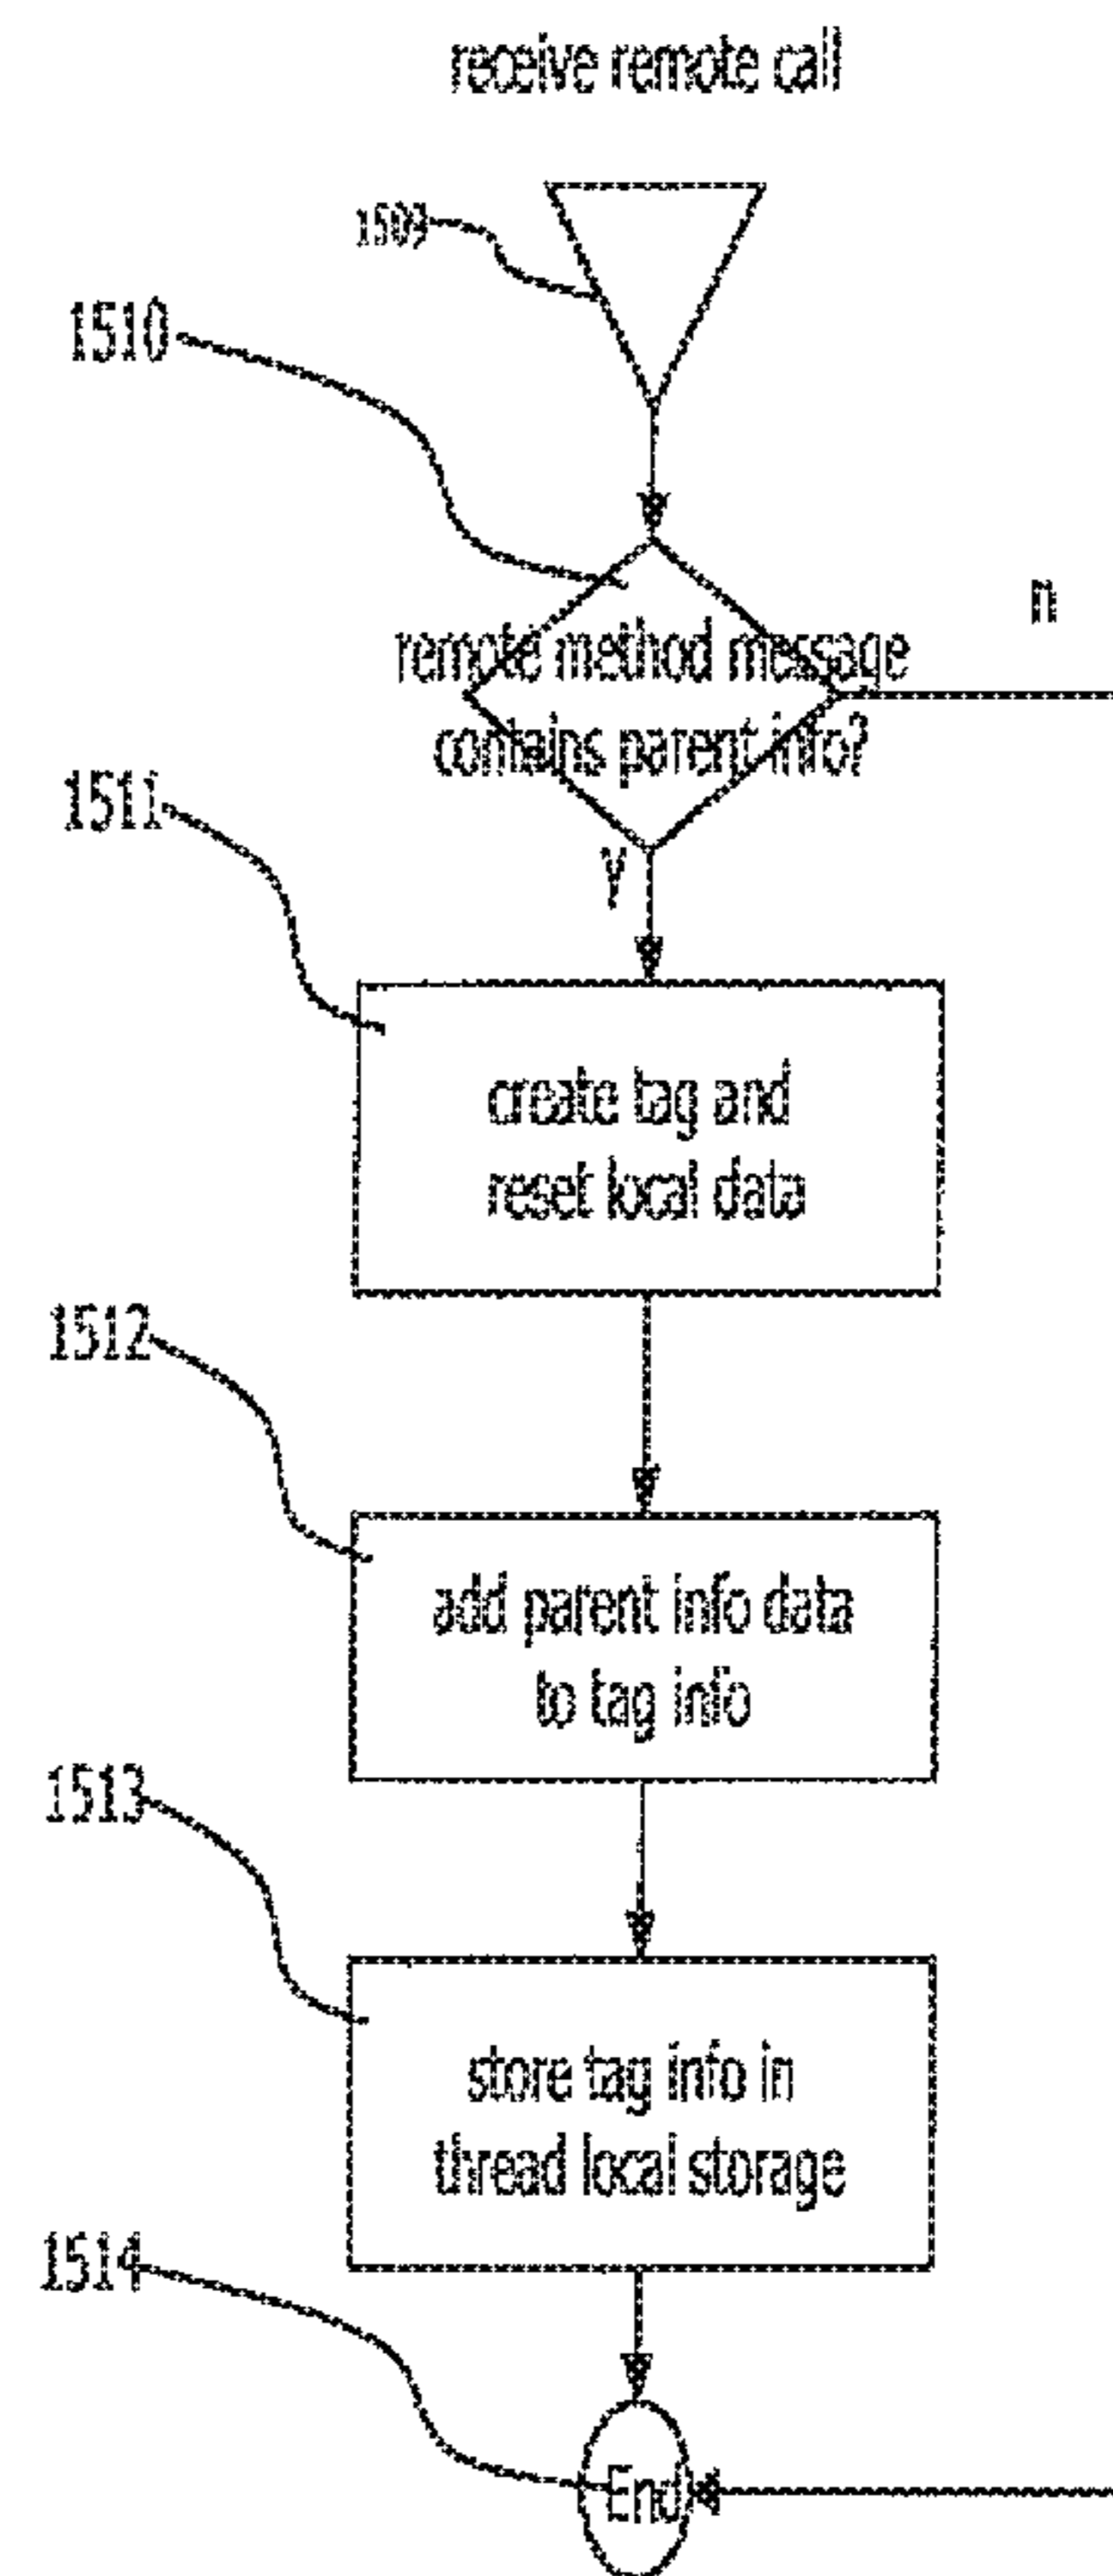 receive remote call
1509
1510
n
remote method message
contains parent info?
1511
y
create tag and
reset local data
1512
add parent info data
to tag info
1513
store tag info in
thread local storage
1514
End